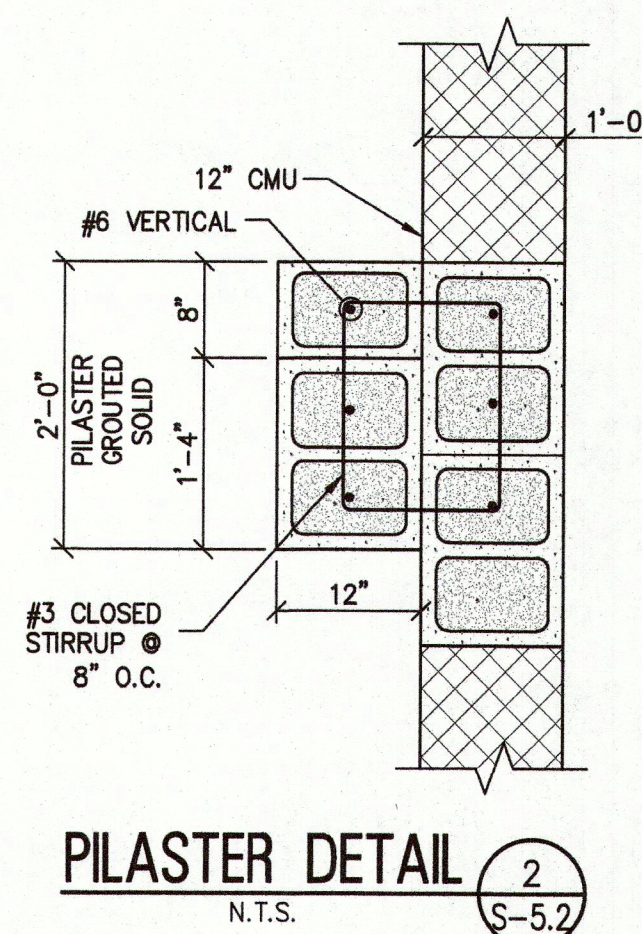 1'-0
12" CMU
#6 VERTICAL
8"
2'-0"
PILASTER
GROUTED
SOLID
1'-4"
12"
#3 CLOSED
STIRRUP @
8" O.C.
PILASTER DETAIL
N.T.S.
2
S-5.2